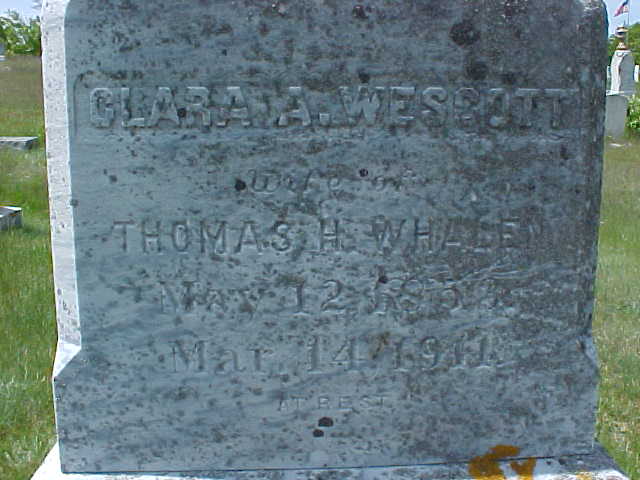 CLARA A. WESCOTT
Wife of
THOMAS H. WHALEN
May 12,
Mar. 14, 1911.
AT REST